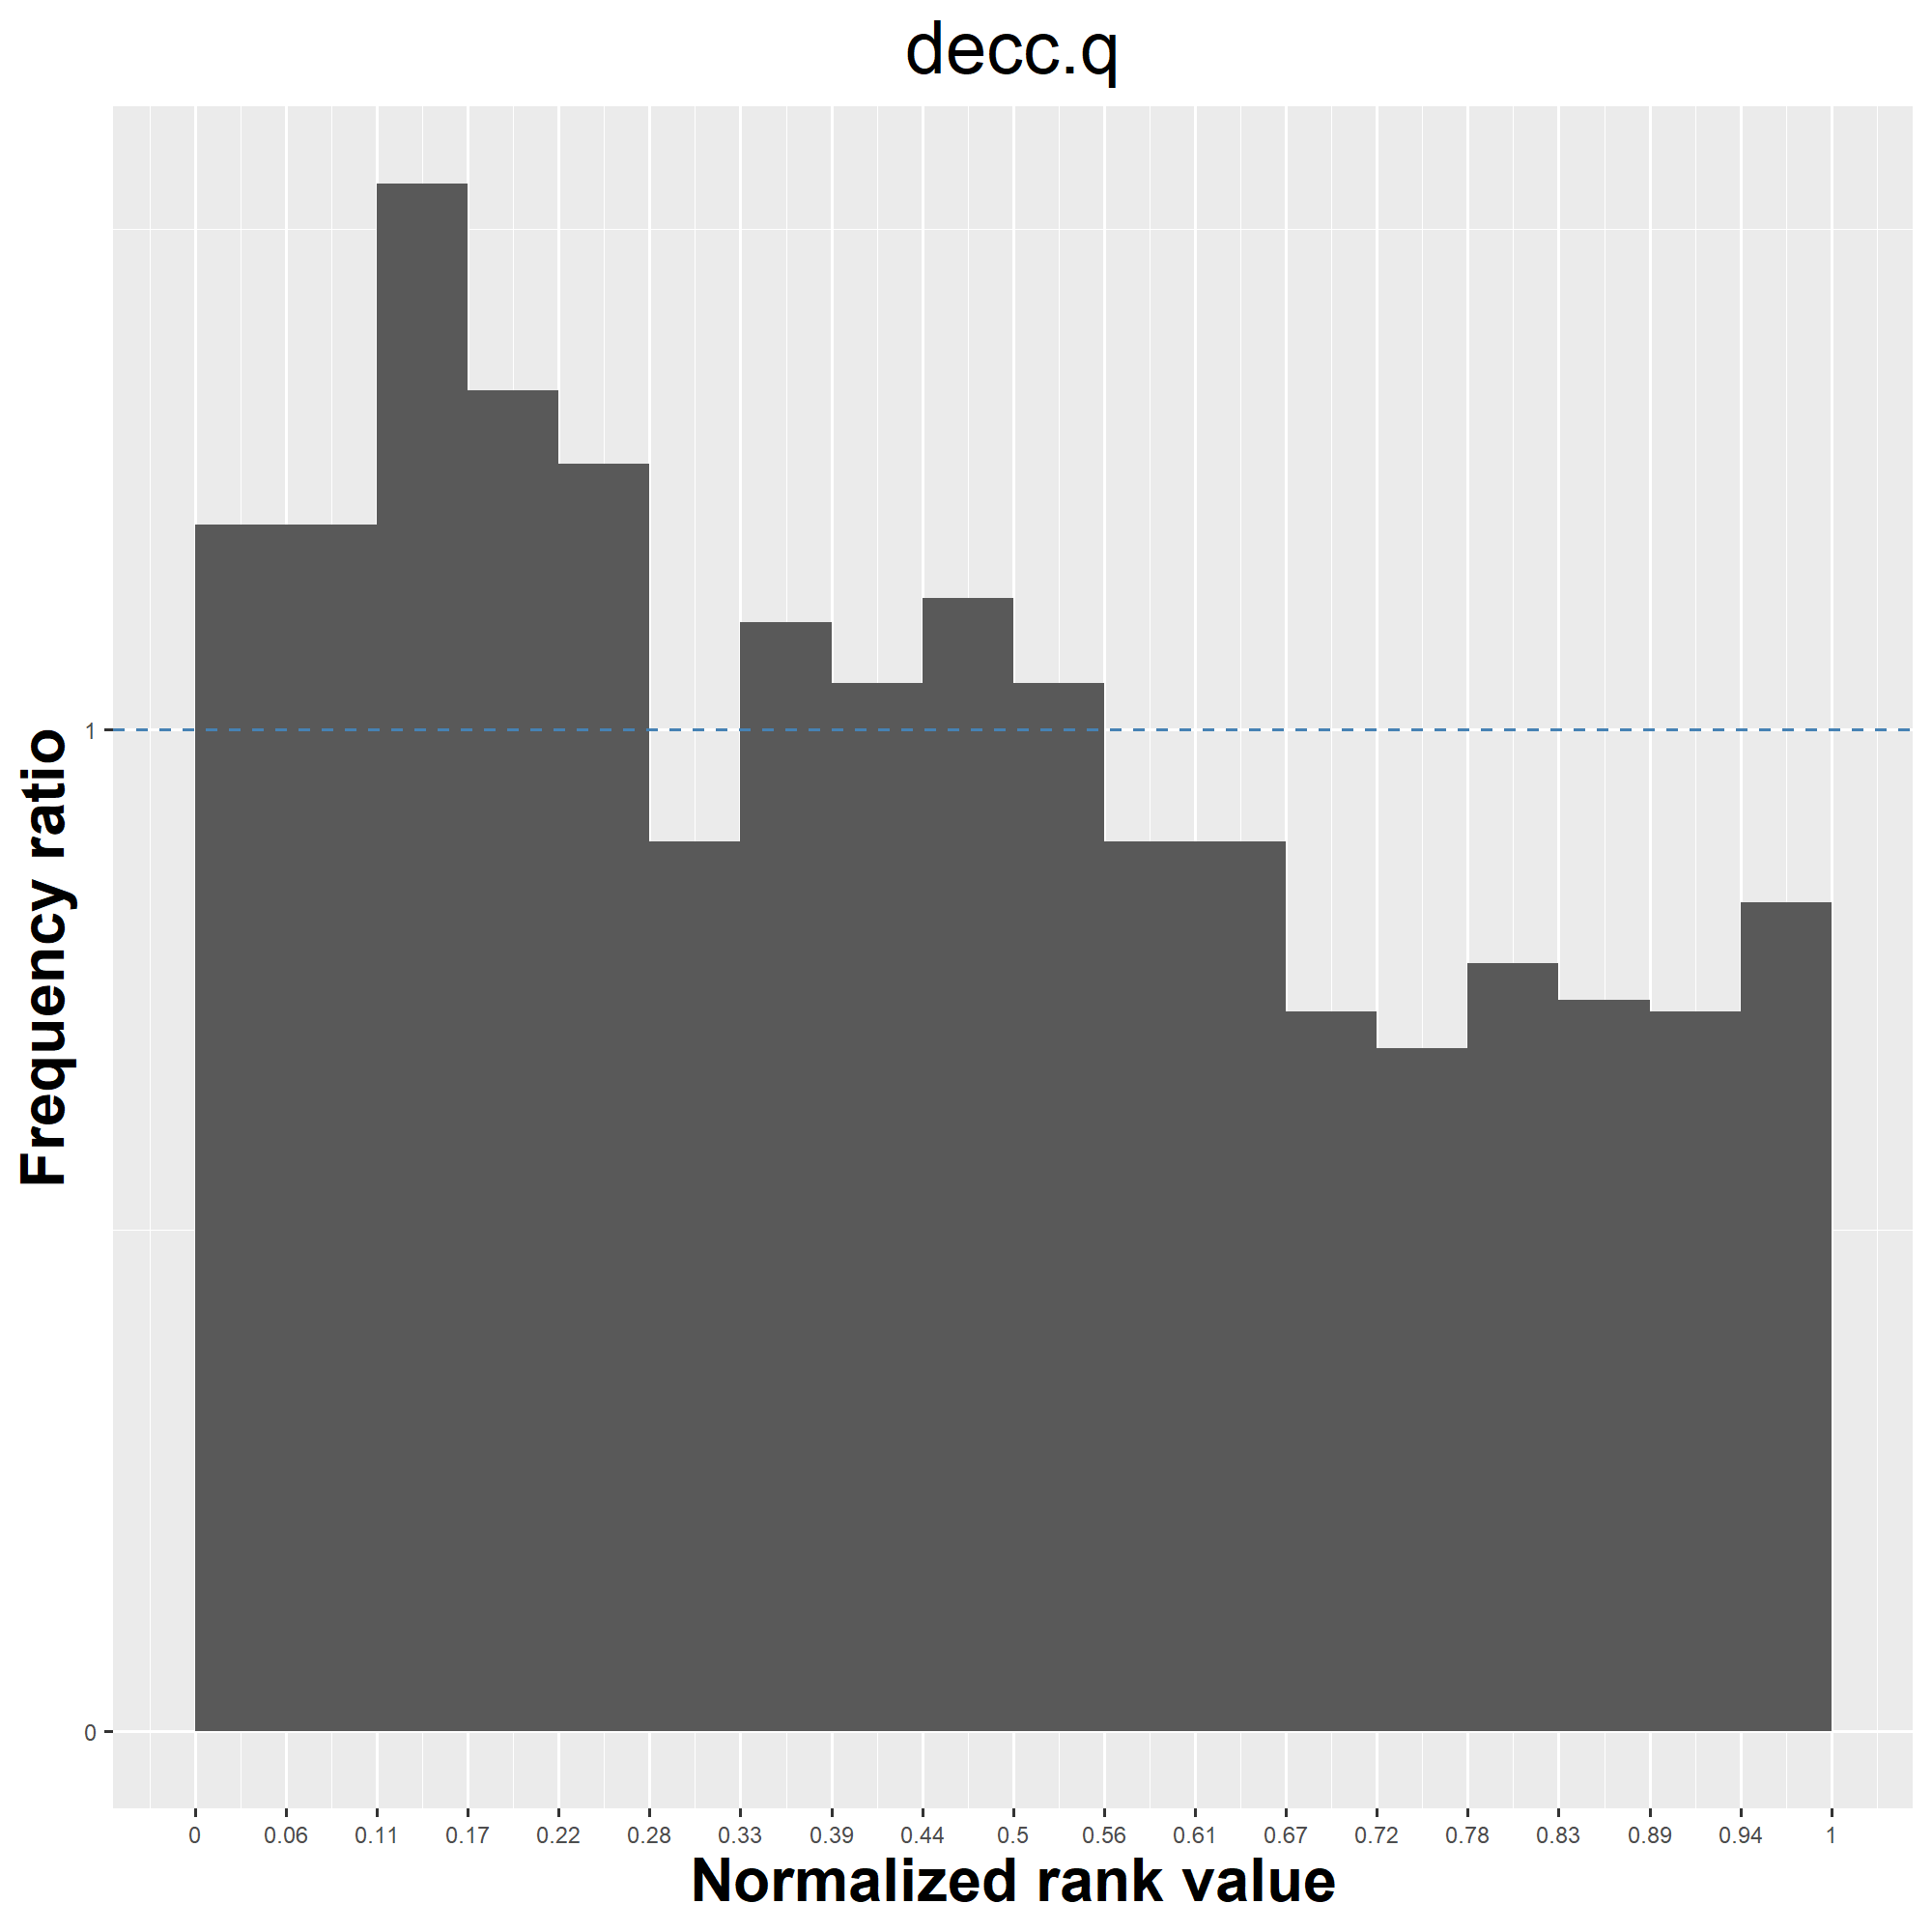 decc.q
Frequency ratio
1
0
0 0.06 0.11 0.17 0.22 0.28 0.33 0.39 0.44 0.5 0.56 0.61 0.67 0.72 0.78 0.83 0.89 0.94 1
Normalized rank value